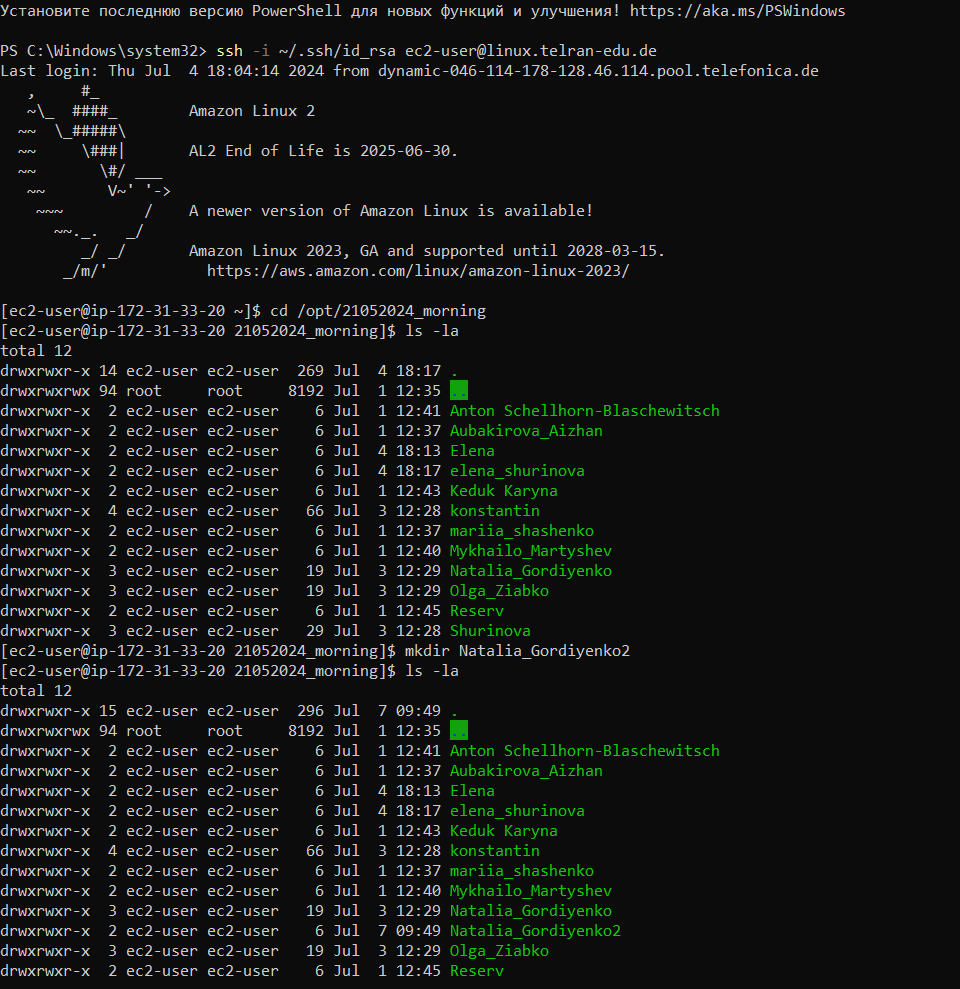 Установите последнюю версию PowerShell для новых функций и улучшения! https://aka.ms/PSWindows
PS C:\Windows\system32> ssh -i ~/.ssh/id_rsa ec2-user@linux.telran-edu.de
Last login: Thu Jul  4 18:04:14 2024 from dynamic-046-114-178-128.46.114.pool.telefonica.de
   ,     #_
   ~\_  ####_        Amazon Linux 2
  ~~  \_#####\
  ~~     \###|       AL2 End of Life is 2025-06-30.
  ~~       \#/ ___
   ~~       V~' '->
    ~~~         /    A newer version of Amazon Linux is available!
      ~~._.   _/
         _/ _/       Amazon Linux 2023, GA and supported until 2028-03-15.
       _/m/'           https://aws.amazon.com/linux/amazon-linux-2023/
[ec2-user@ip-172-31-33-20 ~]$ cd /opt/21052024_morning
[ec2-user@ip-172-31-33-20 21052024_morning]$ ls -la
total 12
drwxrwxr-x 14 ec2-user ec2-user  269 Jul  4 18:17 .
drwxrwxrwx 94 root     root     8192 Jul  1 12:35 ..
drwxrwxr-x  2 ec2-user ec2-user    6 Jul  1 12:41 Anton Schellhorn-Blaschewitsch
drwxrwxr-x  2 ec2-user ec2-user    6 Jul  1 12:37 Aubakirova_Aizhan
drwxrwxr-x  2 ec2-user ec2-user    6 Jul  4 18:13 Elena
drwxrwxr-x  2 ec2-user ec2-user    6 Jul  4 18:17 elena_shurinova
drwxrwxr-x  2 ec2-user ec2-user    6 Jul  1 12:43 Keduk Karyna
drwxrwxr-x  4 ec2-user ec2-user   66 Jul  3 12:28 konstantin
drwxrwxr-x  2 ec2-user ec2-user    6 Jul  1 12:37 mariia_shashenko
drwxrwxr-x  2 ec2-user ec2-user    6 Jul  1 12:40 Mykhailo_Martyshev
drwxrwxr-x  3 ec2-user ec2-user   19 Jul  3 12:29 Natalia_Gordiyenko
drwxrwxr-x  3 ec2-user ec2-user   19 Jul  3 12:29 Olga_Ziabko
drwxrwxr-x  2 ec2-user ec2-user    6 Jul  1 12:45 Reserv
drwxrwxr-x  3 ec2-user ec2-user   29 Jul  3 12:28 Shurinova
[ec2-user@ip-172-31-33-20 21052024_morning]$ mkdir Natalia_Gordiyenko2
[ec2-user@ip-172-31-33-20 21052024_morning]$ ls -la
total 12
drwxrwxr-x 15 ec2-user ec2-user  296 Jul  7 09:49 .
drwxrwxrwx 94 root     root     8192 Jul  1 12:35 ..
drwxrwxr-x  2 ec2-user ec2-user    6 Jul  1 12:41 Anton Schellhorn-Blaschewitsch
drwxrwxr-x  2 ec2-user ec2-user    6 Jul  1 12:37 Aubakirova_Aizhan
drwxrwxr-x  2 ec2-user ec2-user    6 Jul  4 18:13 Elena
drwxrwxr-x  2 ec2-user ec2-user    6 Jul  4 18:17 elena_shurinova
drwxrwxr-x  2 ec2-user ec2-user    6 Jul  1 12:43 Keduk Karyna
drwxrwxr-x  4 ec2-user ec2-user   66 Jul  3 12:28 konstantin
drwxrwxr-x  2 ec2-user ec2-user    6 Jul  1 12:37 mariia_shashenko
drwxrwxr-x  2 ec2-user ec2-user    6 Jul  1 12:40 Mykhailo_Martyshev
drwxrwxr-x  3 ec2-user ec2-user   19 Jul  3 12:29 Natalia_Gordiyenko
drwxrwxr-x  2 ec2-user ec2-user    6 Jul  7 09:49 Natalia_Gordiyenko2
drwxrwxr-x  3 ec2-user ec2-user   19 Jul  3 12:29 Olga_Ziabko
drwxrwxr-x  2 ec2-user ec2-user    6 Jul  1 12:45 Reserv